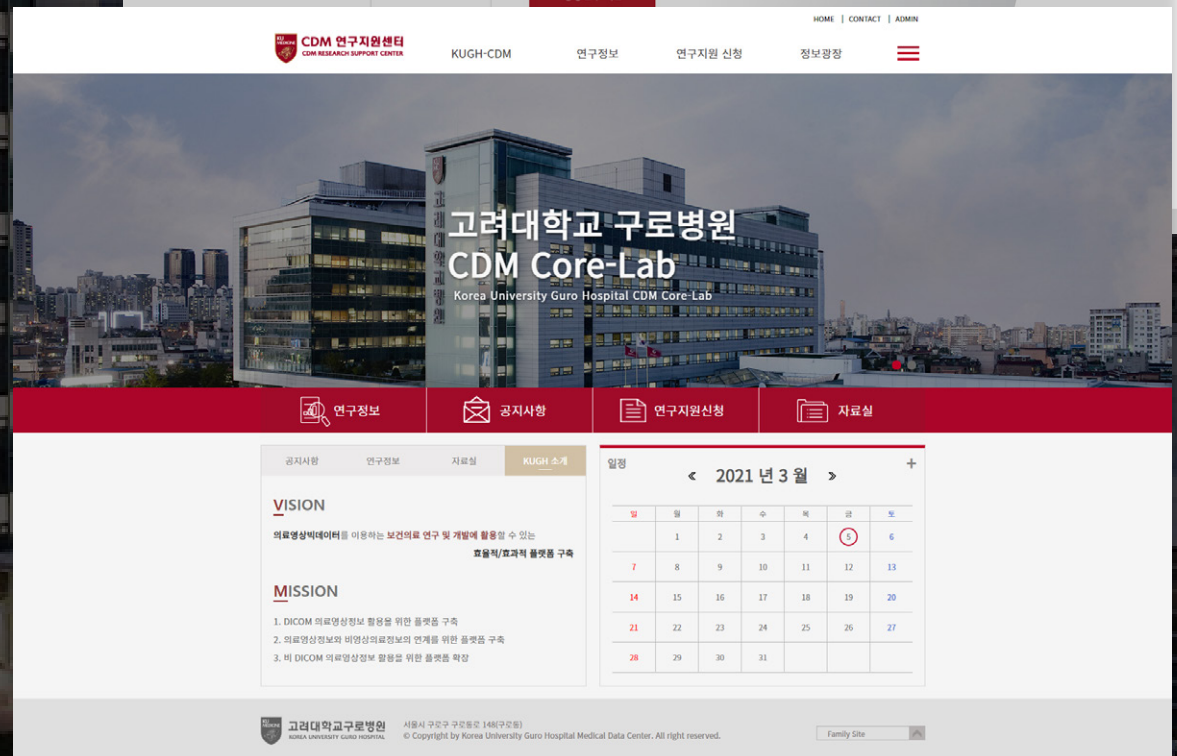 HOME | CONTACT | ADMIN
KU
MEDICINE
CDM 연구지원센터
CDM RESEARCH SUPPORT CENTER
KUGH-CDM 연구정보 연구지원 신청 정보광장
고려대학교 구로병원
CDM Core-Lab
Korea University Guro Hospital CDM Core-Lab
연구정보 공지사항 연구지원신청 자료실
공지사항 연구정보 자료실 KUGH 소개
VISION
의료영상빅데이터를 이용하는 보건의료 연구 및 개발에 활용할 수 있는
효율적/효과적 플랫폼 구축
MISSION
1. DICOM 의료영상정보 활용을 위한 플랫폼 구축
2. 의료영상정보와 비영상의료정보의 연계를 위한 플랫폼 구축
3. 비 DICOM 의료영상정보 활용을 위한 플랫폼 확장
일정 +
« 2021 년 3 월 »
일 월 화 수 목 금 토
1 2 3 4 5 6
7 8 9 10 11 12 13
14 15 16 17 18 19 20
21 22 23 24 25 26 27
28 29 30 31
고려대학교구로병원
KOREA UNIVERSITY GURO HOSPITAL
서울시 구로구 구로동로 148(구로동)
© Copyright by Korea University Guro Hospital Medical Data Center. All right reserved.
Family Site